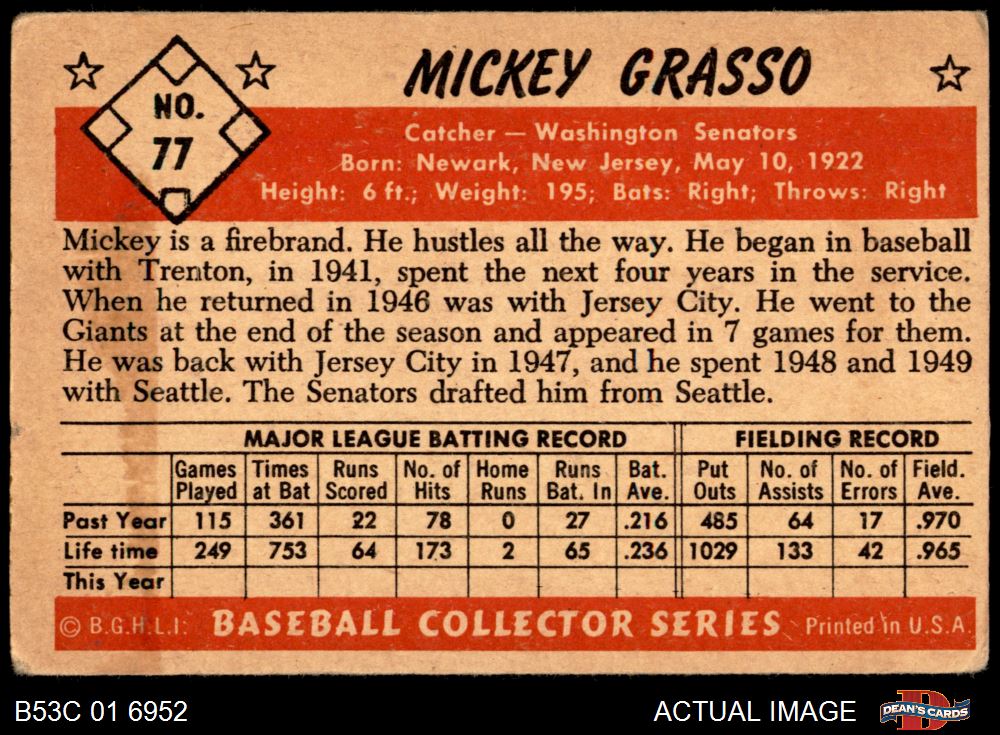 MICKEY GRASSO
NO.
77
Catcher — Washington Senators
Born: Newark, New Jersey, May 10, 1922
Height: 6 ft.; Weight: 195; Bats: Right; Throws: Right
Mickey is a firebrand. He hustles all the way. He began in baseball
with Trenton, in 1941, spent the next four years in the service.
When he returned in 1946 was with Jersey City. He went to the
Giants at the end of the season and appeared in 7 games for them.
He was back with Jersey City in 1947, and he spent 1948 and 1949
with Seattle. The Senators drafted him from Seattle.
MAJOR LEAGUE BATTING RECORD FIELDING RECORD
Games Times Runs No. of Home Runs Bat. Put No. of No. of Field.
Played at Bat Scored Hits Runs Bat. In Ave. Outs Assists Errors Ave.
Past Year 115 361 22 78 0 27 .216 485 64 17 .970
Life time 249 753 64 173 2 65 .236 1029 133 42 .965
This Year
© B.G.H.L.I: BASEBALL COLLECTOR SERIES Printed in U.S.A.
B53C 01 6952 ACTUAL IMAGE D DEAN'S CARDS